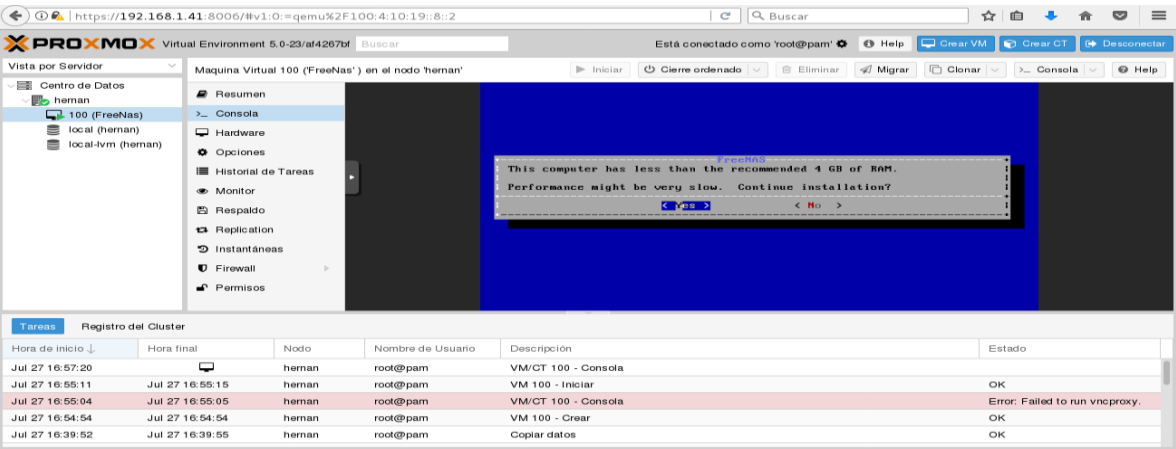 https://192.168.1.41:8006/#v1:0:=qemu%2F100:4:10:19::8::2 Buscar
PROXMOX Virtual Environment 5.0-23/af4267bf Buscar Está conectado como 'root@pam' Help Crear VM Crear CT Desconectar
Vista por Servidor Maquina Virtual 100 ('FreeNas' ) en el nodo 'hernan' Iniciar Cierre ordenado Eliminar Migrar Clonar >_ Consola Help
Centro de Datos
hernan
100 (FreeNas)
local (hernan)
local-lvm (hernan)
Resumen
>_ Consola
Hardware
Opciones
Historial de Tareas
Monitor
Respaldo
Replication
Instantáneas
Firewall
Permisos
FreeNAS
This computer has less than the recommended 4 GB of RAM.
Performance might be very slow. Continue installation?
< Yes > < No >
Tareas Registro del Cluster
Hora de inicio ↓ Hora final Nodo Nombre de Usuario Descripción Estado
Jul 27 16:57:20 hernan root@pam VM/CT 100 - Consola
Jul 27 16:55:11 Jul 27 16:55:15 hernan root@pam VM 100 - Iniciar OK
Jul 27 16:55:04 Jul 27 16:55:05 hernan root@pam VM/CT 100 - Consola Error: Failed to run vncproxy.
Jul 27 16:54:54 Jul 27 16:54:54 hernan root@pam VM 100 - Crear OK
Jul 27 16:39:52 Jul 27 16:39:55 hernan root@pam Copiar datos OK